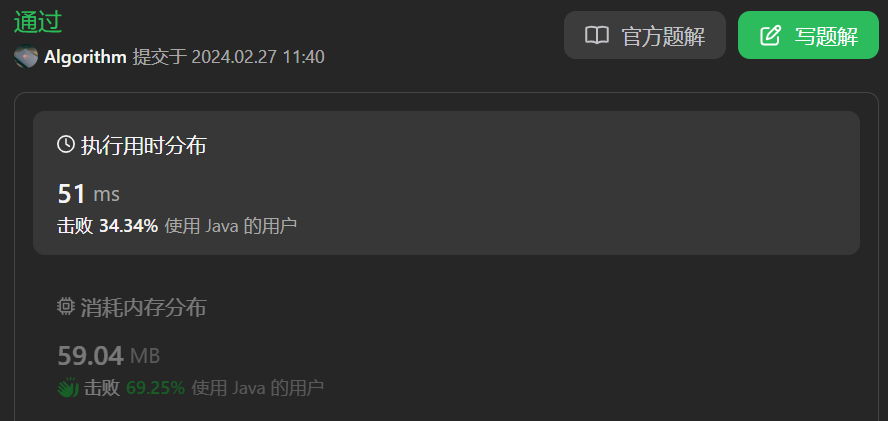 通过
Algorithm 提交于 2024.02.27 11:40
官方题解
写题解
执行用时分布
51 ms
击败 34.34% 使用 Java 的用户
消耗内存分布
59.04 MB
击败 69.25% 使用 Java 的用户